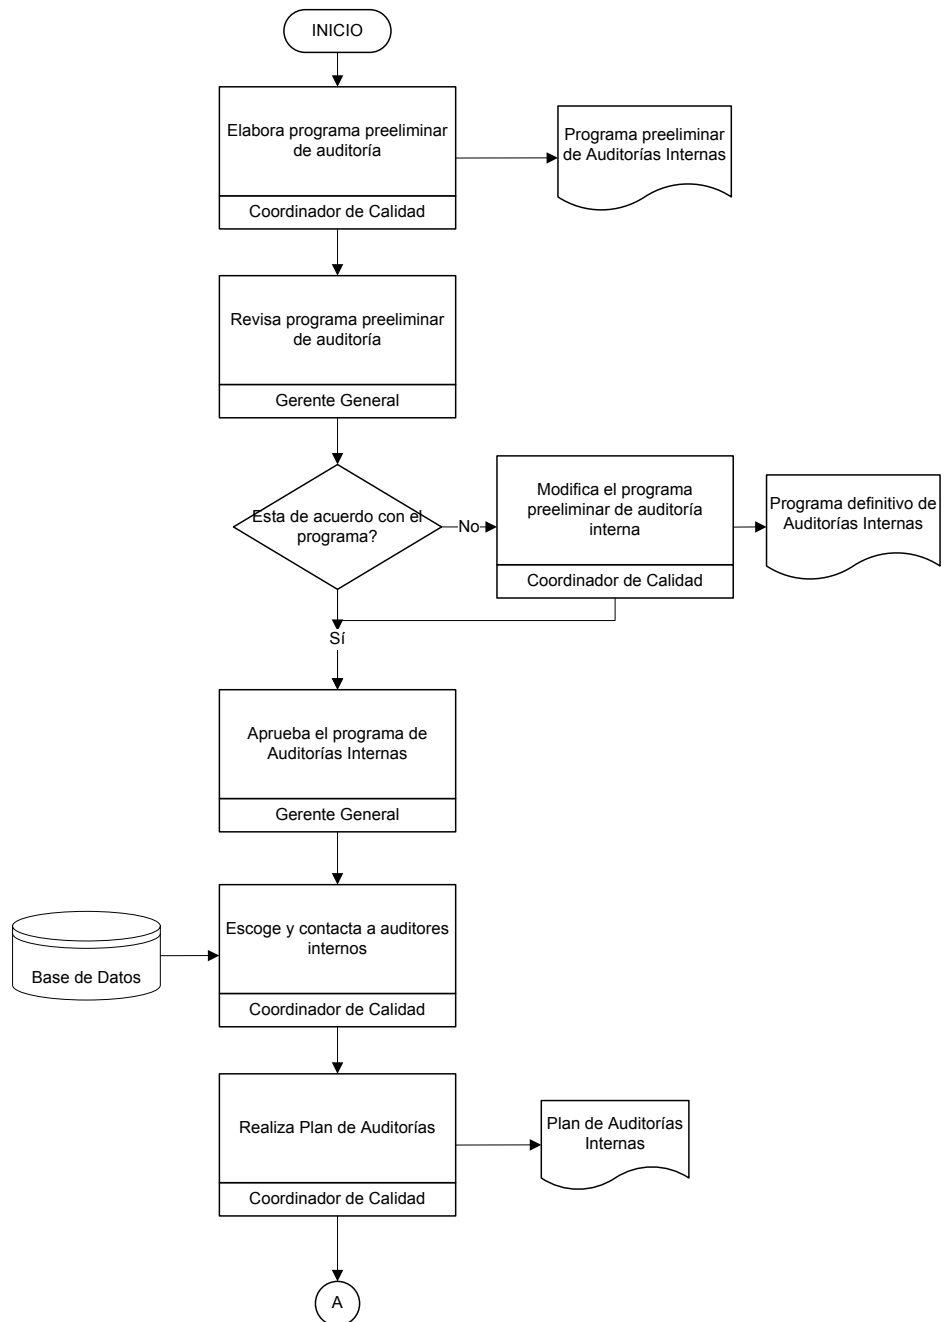 INICIO
Elabora programa preeliminar
de auditoría
Coordinador de Calidad
Programa preeliminar
de Auditorías Internas
Revisa programa preeliminar
de auditoría
Gerente General
Esta de acuerdo con el
programa?
No
Modifica el programa
preeliminar de auditoría
interna
Coordinador de Calidad
Programa definitivo de
Auditorías Internas
Sí
Aprueba el programa de
Auditorías Internas
Gerente General
Base de Datos
Escoge y contacta a auditores
internos
Coordinador de Calidad
Realiza Plan de Auditorías
Coordinador de Calidad
Plan de Auditorías
Internas
A